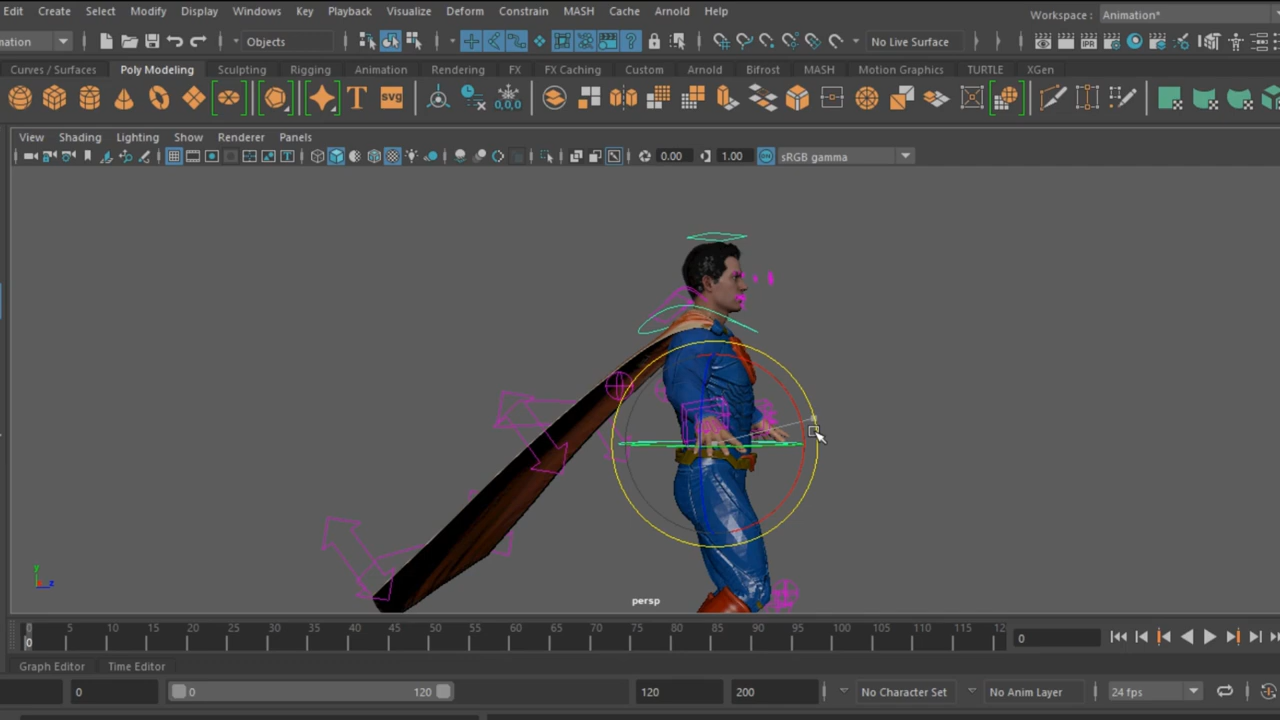 Edit Create Select Modify Display Windows Key Playback Visualize Deform Constrain MASH Cache Arnold Help Workspace : Animation*
mation Objects No Live Surface
Curves / Surfaces Poly Modeling Sculpting Rigging Animation Rendering FX FX Caching Custom Arnold Bifrost MASH Motion Graphics TURTLE XGen
T svg 0,0,0
View Shading Lighting Show Renderer Panels
0.00 1.00 sRGB gamma
y
z
persp
0 5 10 15 20 25 30 35 40 45 50 55 60 65 70 75 80 85 90 95 100 105 110 115 12
0 0
Graph Editor Time Editor
0 0 120 120 200 No Character Set No Anim Layer 24 fps